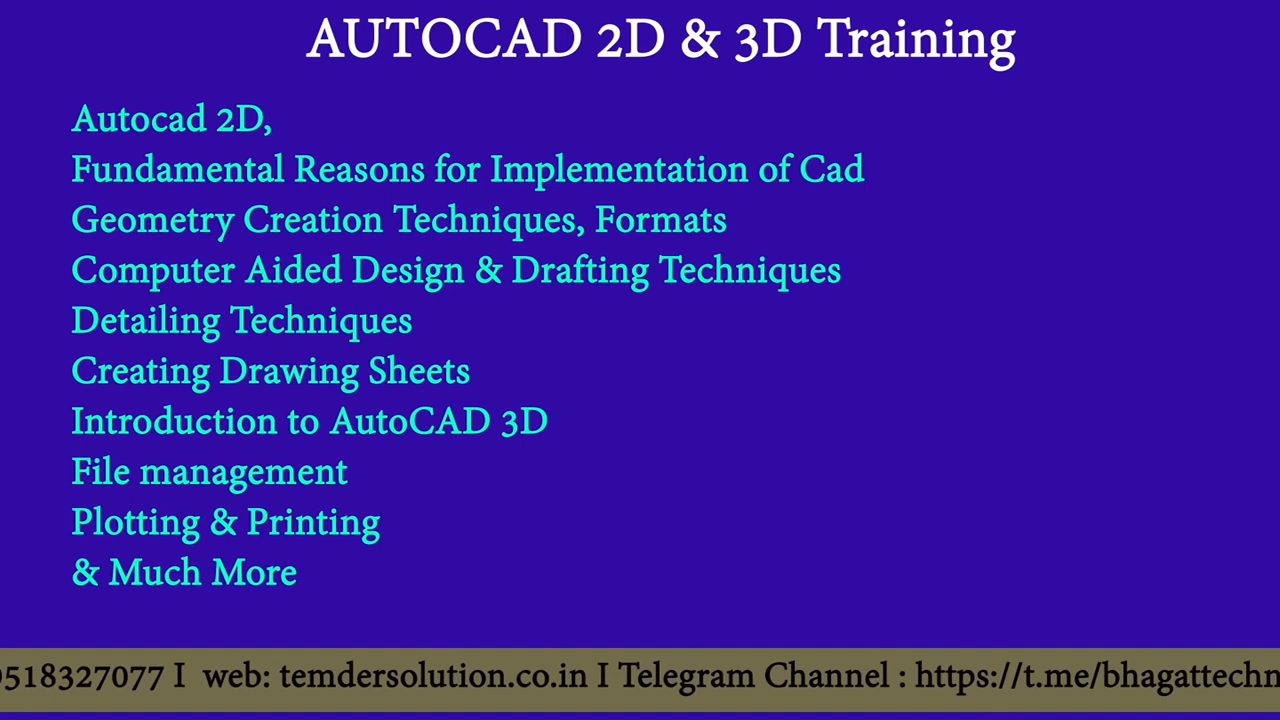 AUTOCAD 2D & 3D Training
Autocad 2D,
Fundamental Reasons for Implementation of Cad
Geometry Creation Techniques, Formats
Computer Aided Design & Drafting Techniques
Detailing Techniques
Creating Drawing Sheets
Introduction to AutoCAD 3D
File management
Plotting & Printing
& Much More
9518327077 I web: temdersolution.co.in I Telegram Channel : https://t.me/bhagattechn